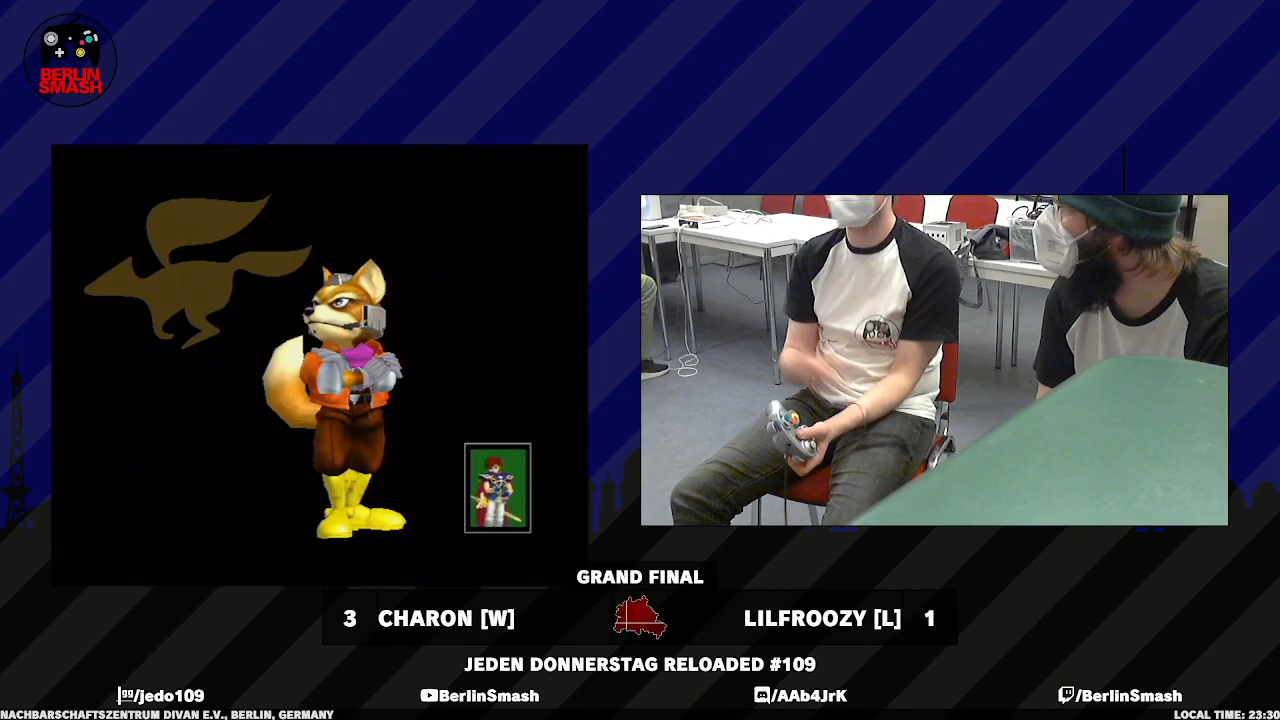 BERLIN
SMASH
GRAND FINAL
3 CHARON [W]
LILFROOZY [L] 1
JEDEN DONNERSTAG RELOADED #109
gg/jedo109
BerlinSmash
/AAb4JrK
/BerlinSmash
NACHBARSCHAFTSZENTRUM DIVAN E.V., BERLIN, GERMANY
LOCAL TIME: 23:30